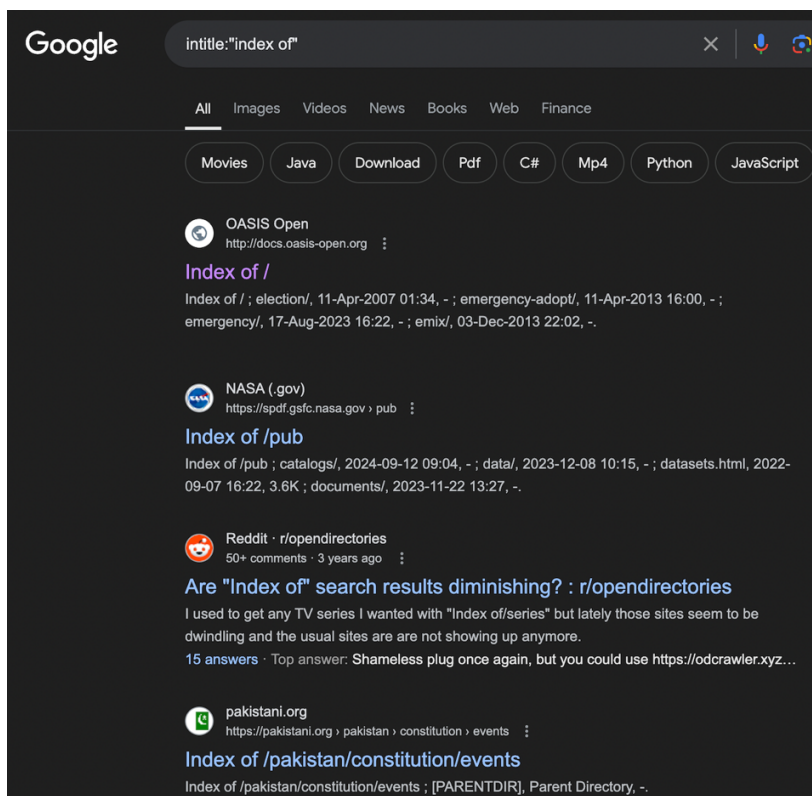 Google
intitle:"index of"
All Images Videos News Books Web Finance
Movies Java Download Pdf C# Mp4 Python JavaScript
OASIS Open
http://docs.oasis-open.org
Index of /
Index of / ; election/, 11-Apr-2007 01:34, - ; emergency-adopt/, 11-Apr-2013 16:00, - ;
emergency/, 17-Aug-2023 16:22, - ; emix/, 03-Dec-2013 22:02, -.
NASA (.gov)
https://spdf.gsfc.nasa.gov › pub
Index of /pub
Index of /pub ; catalogs/, 2024-09-12 09:04, - ; data/, 2023-12-08 10:15, - ; datasets.html, 2022-
09-07 16:22, 3.6K ; documents/, 2023-11-22 13:27, -.
Reddit · r/opendirectories
50+ comments · 3 years ago
Are "Index of" search results diminishing? : r/opendirectories
I used to get any TV series I wanted with "Index of/series" but lately those sites seem to be
dwindling and the usual sites are are not showing up anymore.
15 answers · Top answer: Shameless plug once again, but you could use https://odcrawler.xyz…
pakistani.org
https://pakistani.org › pakistan › constitution › events
Index of /pakistan/constitution/events
Index of /pakistan/constitution/events ; [PARENTDIR], Parent Directory, -.